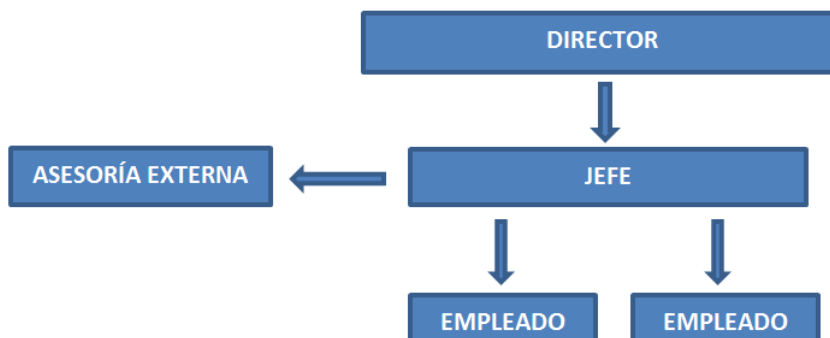 DIRECTOR
ASESORÍA EXTERNA
JEFE
EMPLEADO
EMPLEADO